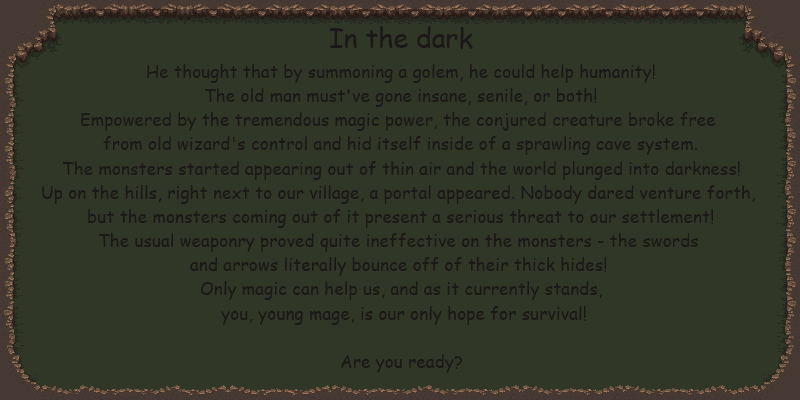 In the dark
He thought that by summoning a golem, he could help humanity!
The old man must've gone insane, senile, or both!
Empowered by the tremendous magic power, the conjured creature broke free
from old wizard's control and hid itself inside of a sprawling cave system.
The monsters started appearing out of thin air and the world plunged into darkness!
Up on the hills, right next to our village, a portal appeared. Nobody dared venture forth,
but the monsters coming out of it present a serious threat to our settlement!
The usual weaponry proved quite ineffective on the monsters - the swords
and arrows literally bounce off of their thick hides!
Only magic can help us, and as it currently stands,
you, young mage, is our only hope for survival!
Are you ready?